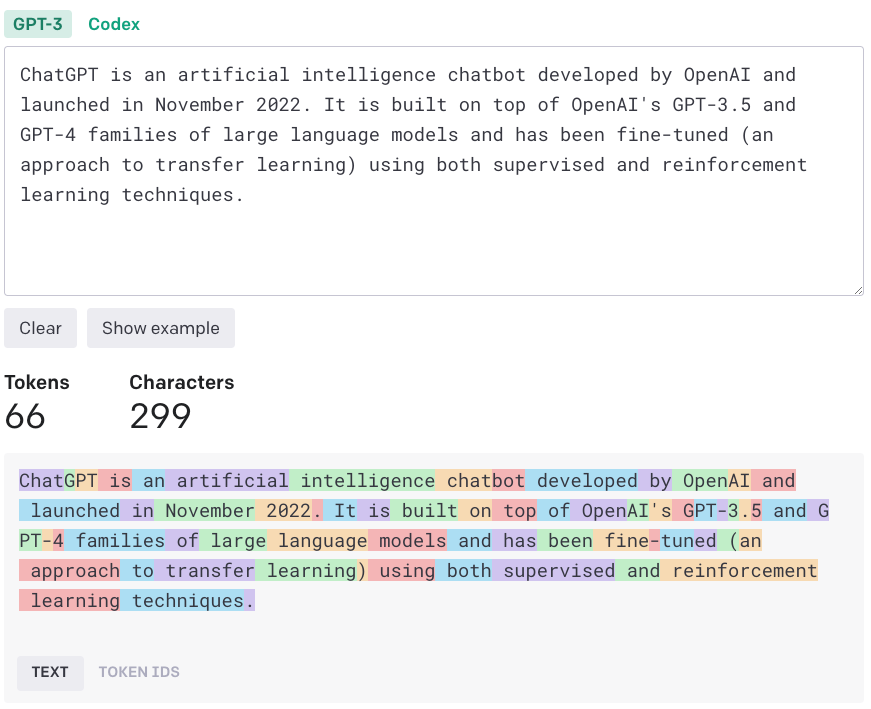 GPT-3 Codex
ChatGPT is an artificial intelligence chatbot developed by OpenAI and
launched in November 2022. It is built on top of OpenAI's GPT-3.5 and
GPT-4 families of large language models and has been fine-tuned (an
approach to transfer learning) using both supervised and reinforcement
learning techniques.
Clear Show example
Tokens Characters
66 299
ChatGPT is an artificial intelligence chatbot developed by OpenAI and
launched in November 2022. It is built on top of OpenAI's GPT-3.5 and G
PT-4 families of large language models and has been fine-tuned (an
approach to transfer learning) using both supervised and reinforcement
learning techniques.
TEXT TOKEN IDS